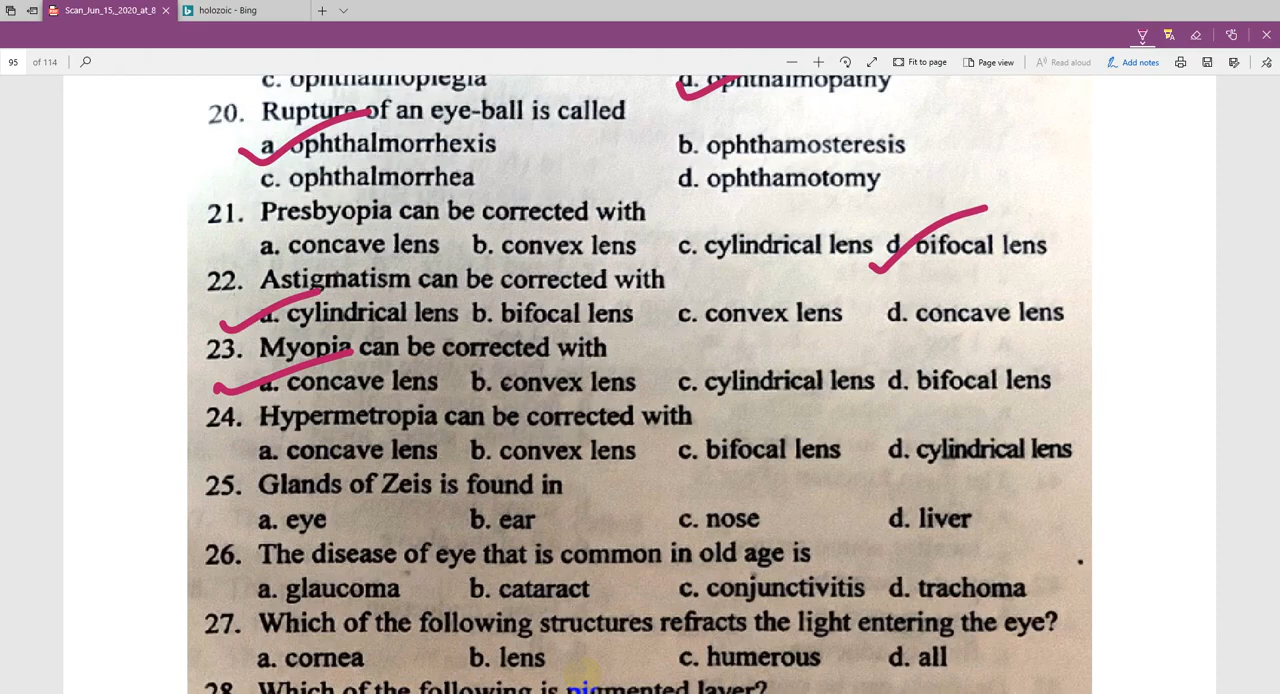 Scan_Jun_15,_2020_at_8
holozoic - Bing
95 of 114
Fit to page
Page view
Read aloud
Add notes
c. ophthalmoplegia d. ophthalmopathy
20. Rupture of an eye-ball is called
a. ophthalmorrhexis b. ophthamosteresis
c. ophthalmorrhea d. ophthamotomy
21. Presbyopia can be corrected with
a. concave lens b. convex lens c. cylindrical lens d. bifocal lens
22. Astigmatism can be corrected with
a. cylindrical lens b. bifocal lens c. convex lens d. concave lens
23. Myopia can be corrected with
a. concave lens b. convex lens c. cylindrical lens d. bifocal lens
24. Hypermetropia can be corrected with
a. concave lens b. convex lens c. bifocal lens d. cylindrical lens
25. Glands of Zeis is found in
a. eye b. ear c. nose d. liver
26. The disease of eye that is common in old age is
a. glaucoma b. cataract c. conjunctivitis d. trachoma
27. Which of the following structures refracts the light entering the eye?
a. cornea b. lens c. humerous d. all
28. Which of the following is pigmented layer?